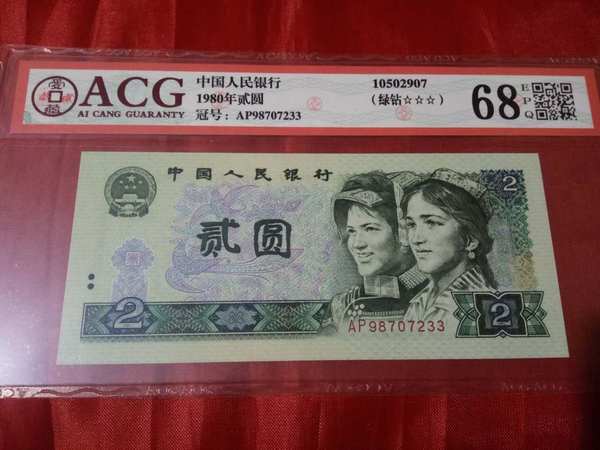 ACG
AI CANG GUARANTY
中国人民银行
1980年贰圆
冠号：AP98707233
10502907
（绿钻☆☆☆）
68
EPQ
中国人民银行
贰圆
2
2
2
AP98707233